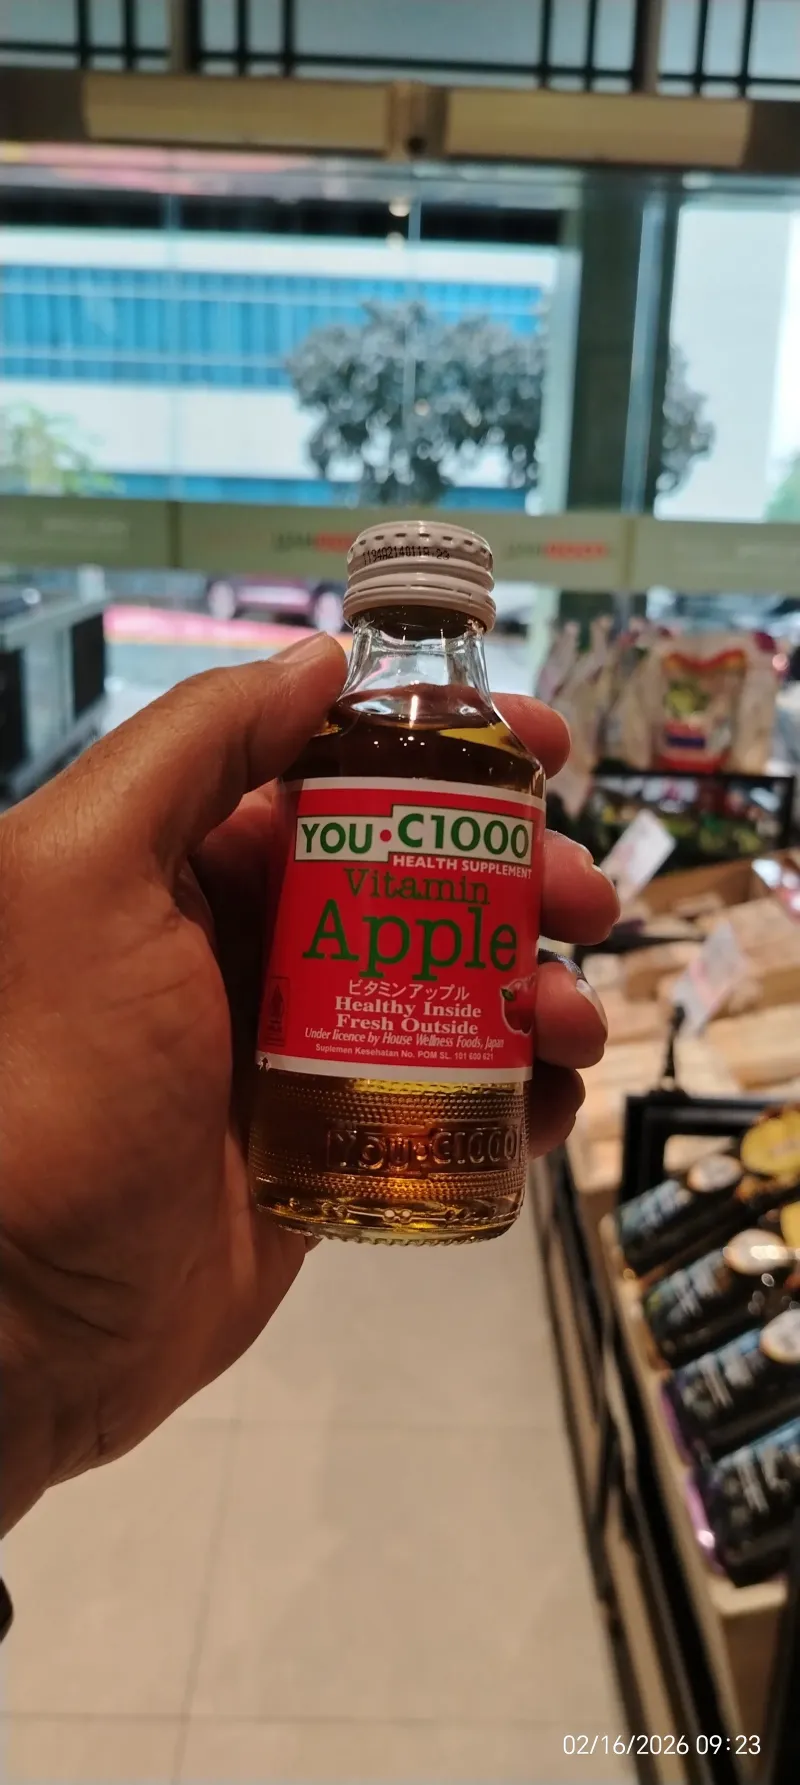 YOU•C1000
HEALTH SUPPLEMENT
Vitamin
Apple
ビタミンアップル
Healthy Inside
Fresh Outside
Under licence by House Wellness Foods, Japan
Suplemen Kesehatan No. POM SL. 101 600 621
YOU•C1000
02/16/2026 09:23